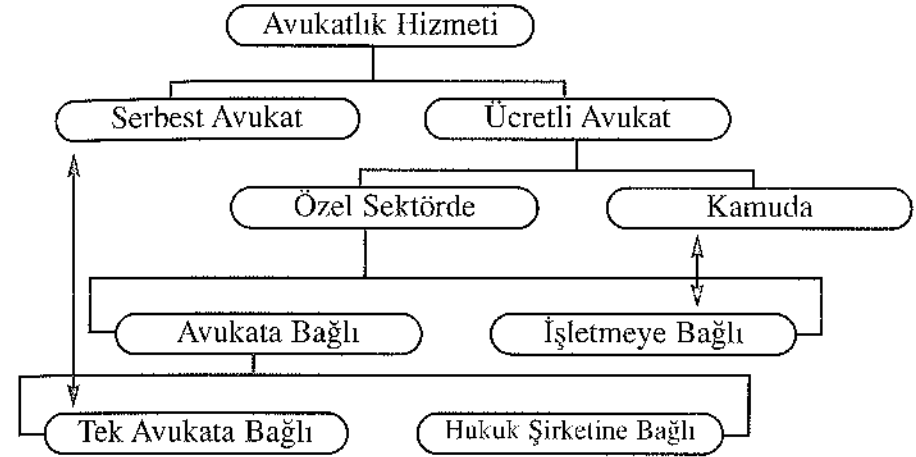 Avukatlık Hizmeti
Serbest Avukat
Ücretli Avukat
Özel Sektörde
Kamuda
Avukata Bağlı
İşletmeye Bağlı
Tek Avukata Bağlı
Hukuk Şirketine Bağlı